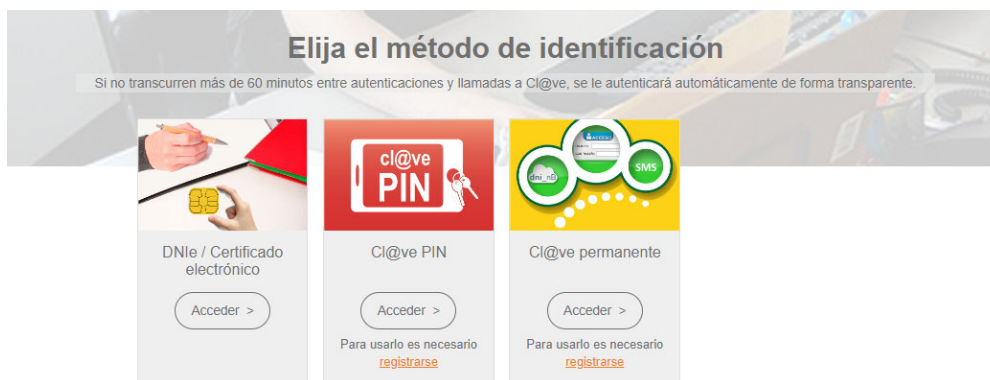 Elija el método de identificación
Si no transcurren más de 60 minutos entre autenticaciones y llamadas a Cl@ve, se le autenticará automáticamente de forma transparente.
cl@ve
PIN
ACCESO
dni_nB
SMS
DNIe / Certificado
electrónico
Acceder >
Cl@ve PIN
Acceder >
Para usarlo es necesario
registrarse
Cl@ve permanente
Acceder >
Para usarlo es necesario
registrarse